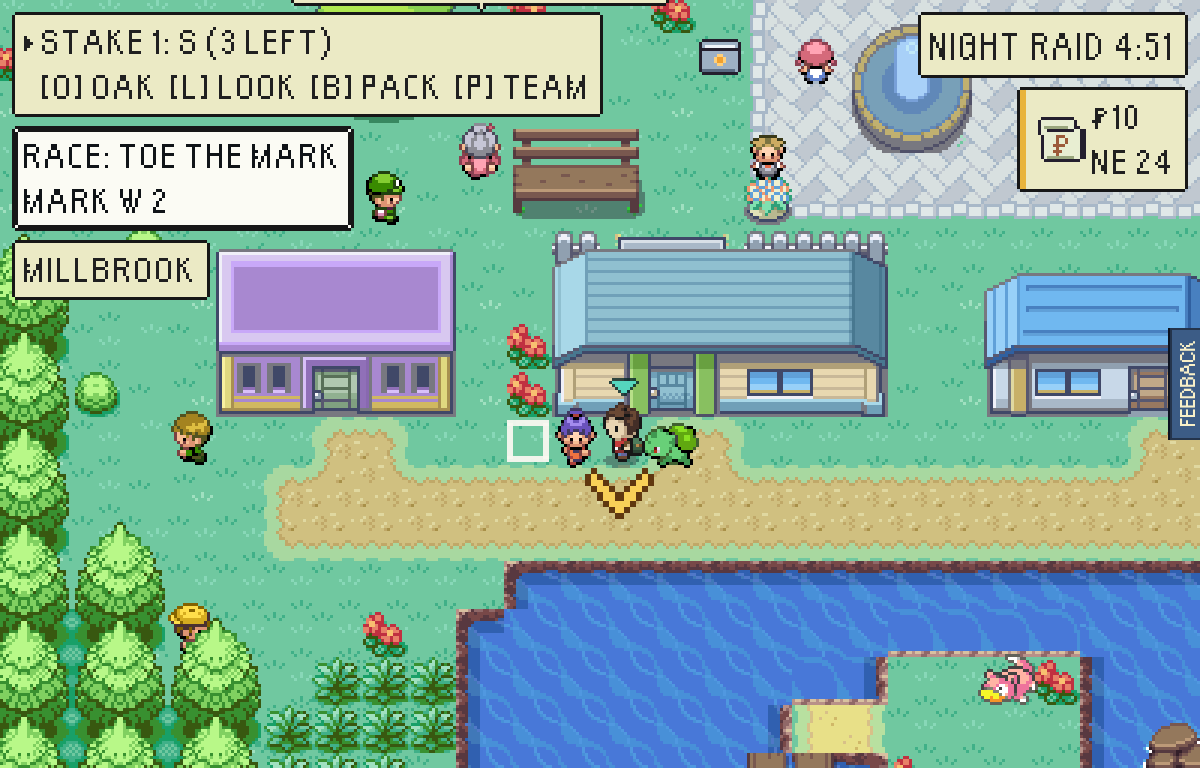 ▸STAKE 1: S (3 LEFT)
[O] OAK [L] LOOK [B] PACK [P] TEAM
NIGHT RAID 4:51
₽10
NE 24
RACE: TOE THE MARK
MARK W 2
MILLBROOK
FEEDBACK